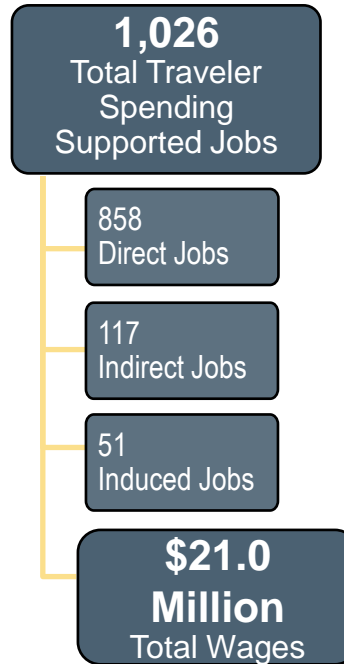 1,026
Total Traveler
Spending
Supported Jobs
858
Direct Jobs
117
Indirect Jobs
51
Induced Jobs
$21.0
Million
Total Wages